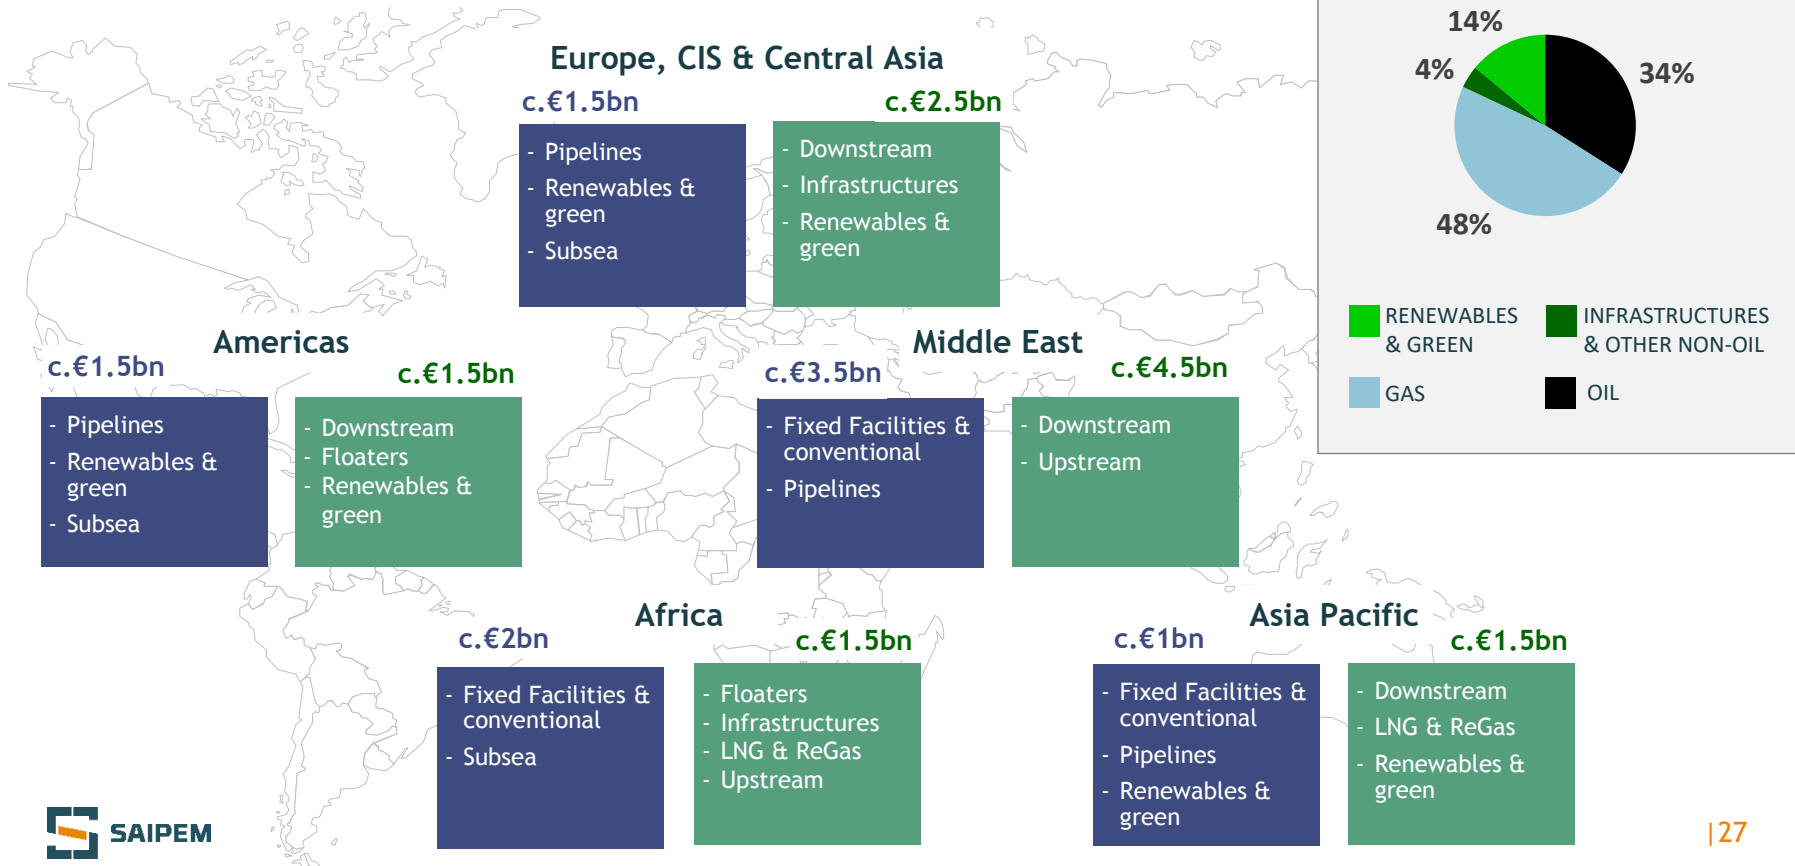 Europe, CIS & Central Asia
c.€1.5bn
- Pipelines
- Renewables &
green
- Subsea
c.€2.5bn
- Downstream
- Infrastructures
- Renewables &
green
14%
4%
34%
48%
RENEWABLES
& GREEN
INFRASTRUCTURES
& OTHER NON-OIL
GAS
OIL
Americas
c.€1.5bn
- Pipelines
- Renewables &
green
- Subsea
c.€1.5bn
- Downstream
- Floaters
- Renewables &
green
Middle East
c.€3.5bn
- Fixed Facilities &
conventional
- Pipelines
c.€4.5bn
- Downstream
- Upstream
Africa
c.€2bn
- Fixed Facilities &
conventional
- Subsea
c.€1.5bn
- Floaters
- Infrastructures
- LNG & ReGas
- Upstream
Asia Pacific
c.€1bn
- Fixed Facilities &
conventional
- Pipelines
- Renewables &
green
c.€1.5bn
- Downstream
- LNG & ReGas
- Renewables &
green
SAIPEM
|27